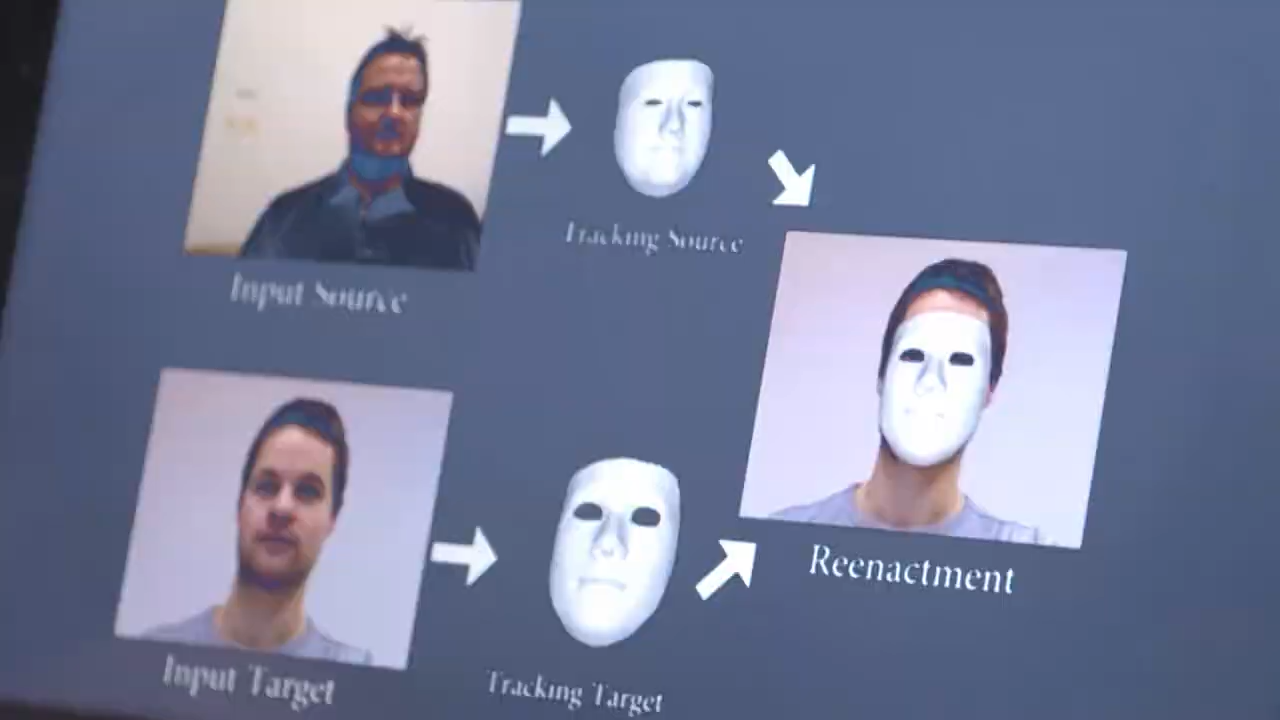 Tracking Source
Input Source
Reenactment
Input Target
Tracking Target